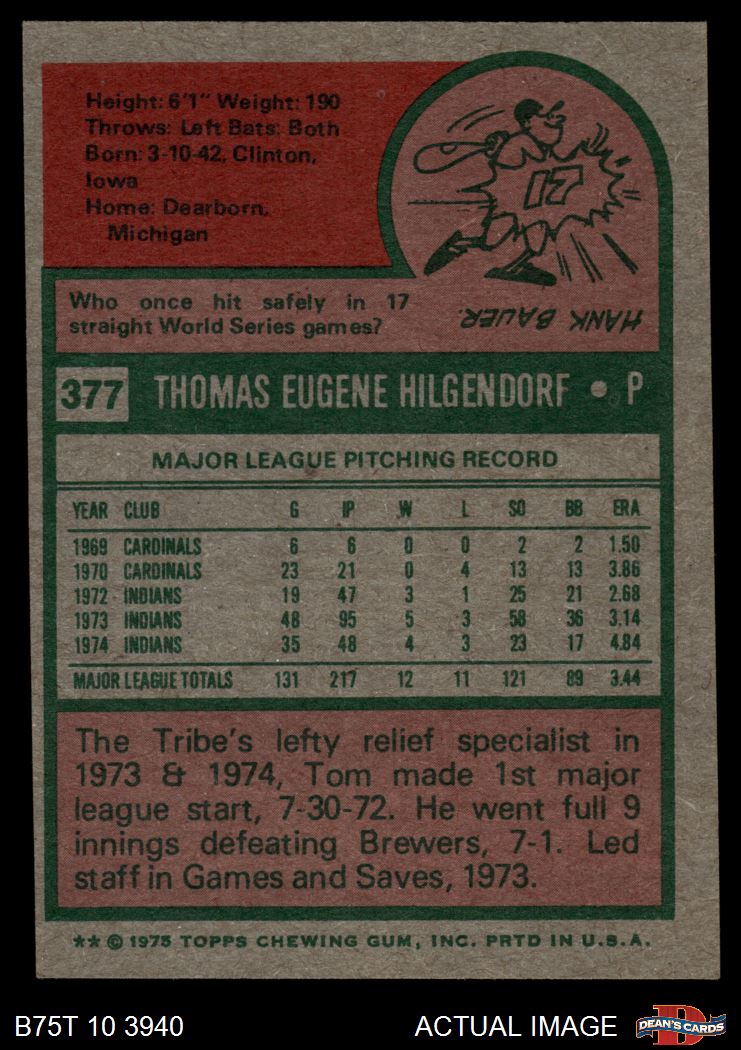 Height: 6'1" Weight: 190
Throws: Left Bats: Both
Born: 3-10-42, Clinton,
Iowa
Home: Dearborn,
Michigan
17
Who once hit safely in 17
straight World Series games?
HANK BAUER.
377 THOMAS EUGENE HILGENDORF • P
MAJOR LEAGUE PITCHING RECORD
YEAR CLUB G IP W L SO BB ERA
1969 CARDINALS 6 6 0 0 2 2 1.50
1970 CARDINALS 23 21 0 4 13 13 3.86
1972 INDIANS 19 47 3 1 25 21 2.68
1973 INDIANS 48 95 5 3 58 36 3.14
1974 INDIANS 35 48 4 3 23 17 4.84
MAJOR LEAGUE TOTALS 131 217 12 11 121 89 3.44
The Tribe's lefty relief specialist in
1973 & 1974, Tom made 1st major
league start, 7-30-72. He went full 9
innings defeating Brewers, 7-1. Led
staff in Games and Saves, 1973.
** © 1975 TOPPS CHEWING GUM, INC. PRTD IN U.S.A.
B75T 10 3940 ACTUAL IMAGE D DEAN'S CARDS